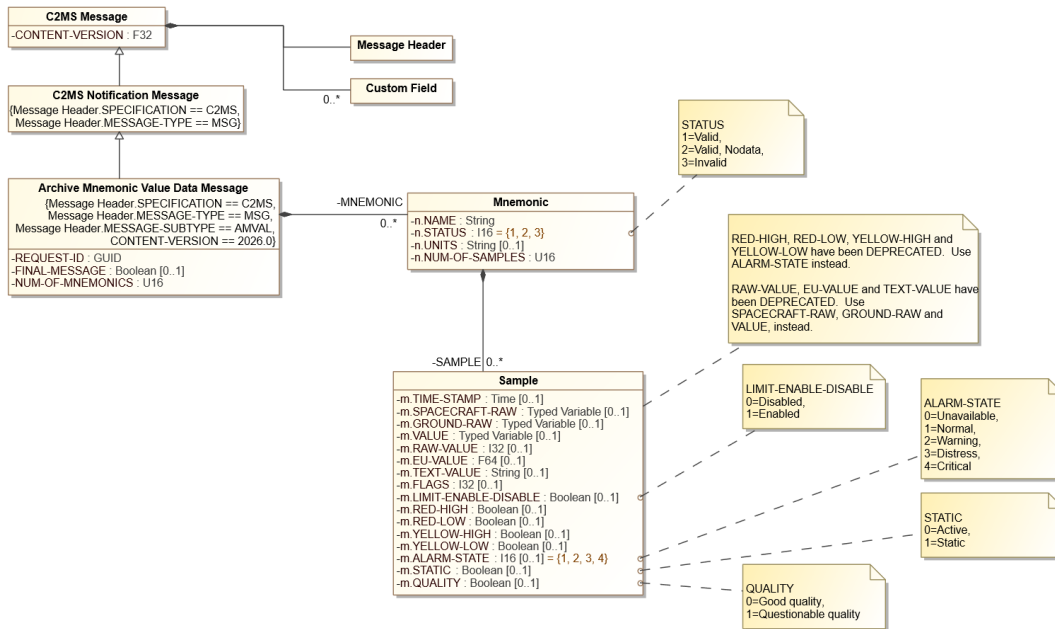 C2MS Message
-CONTENT-VERSION : F32
Message Header
Custom Field
0..*
C2MS Notification Message
{Message Header.SPECIFICATION == C2MS,
Message Header.MESSAGE-TYPE == MSG}
STATUS
1=Valid,
2=Valid, Nodata,
3=Invalid
Archive Mnemonic Value Data Message
{Message Header.SPECIFICATION == C2MS,
Message Header.MESSAGE-TYPE == MSG,
Message Header.MESSAGE-SUBTYPE == AMVAL,
CONTENT-VERSION == 2026.0}
-REQUEST-ID : GUID
-FINAL-MESSAGE : Boolean [0..1]
-NUM-OF-MNEMONICS : U16
-MNEMONIC
0..*
Mnemonic
-n.NAME : String
-n.STATUS : I16 = {1, 2, 3}
-n.UNITS : String [0..1]
-n.NUM-OF-SAMPLES : U16
RED-HIGH, RED-LOW, YELLOW-HIGH and
YELLOW-LOW have been DEPRECATED. Use
ALARM-STATE instead.
RAW-VALUE, EU-VALUE and TEXT-VALUE have
been DEPRECATED. Use
SPACECRAFT-RAW, GROUND-RAW and
VALUE, instead.
-SAMPLE 0..*
Sample
-m.TIME-STAMP : Time [0..1]
-m.SPACECRAFT-RAW : Typed Variable [0..1]
-m.GROUND-RAW : Typed Variable [0..1]
-m.VALUE : Typed Variable [0..1]
-m.RAW-VALUE : I32 [0..1]
-m.EU-VALUE : F64 [0..1]
-m.TEXT-VALUE : String [0..1]
-m.FLAGS : I32 [0..1]
-m.LIMIT-ENABLE-DISABLE : Boolean [0..1]
-m.RED-HIGH : Boolean [0..1]
-m.RED-LOW : Boolean [0..1]
-m.YELLOW-HIGH : Boolean [0..1]
-m.YELLOW-LOW : Boolean [0..1]
-m.ALARM-STATE : I16 [0..1] = {1, 2, 3, 4}
-m.STATIC : Boolean [0..1]
-m.QUALITY : Boolean [0..1]
LIMIT-ENABLE-DISABLE
0=Disabled,
1=Enabled
ALARM-STATE
0=Unavailable,
1=Normal,
2=Warning,
3=Distress,
4=Critical
STATIC
0=Active,
1=Static
QUALITY
0=Good quality,
1=Questionable quality